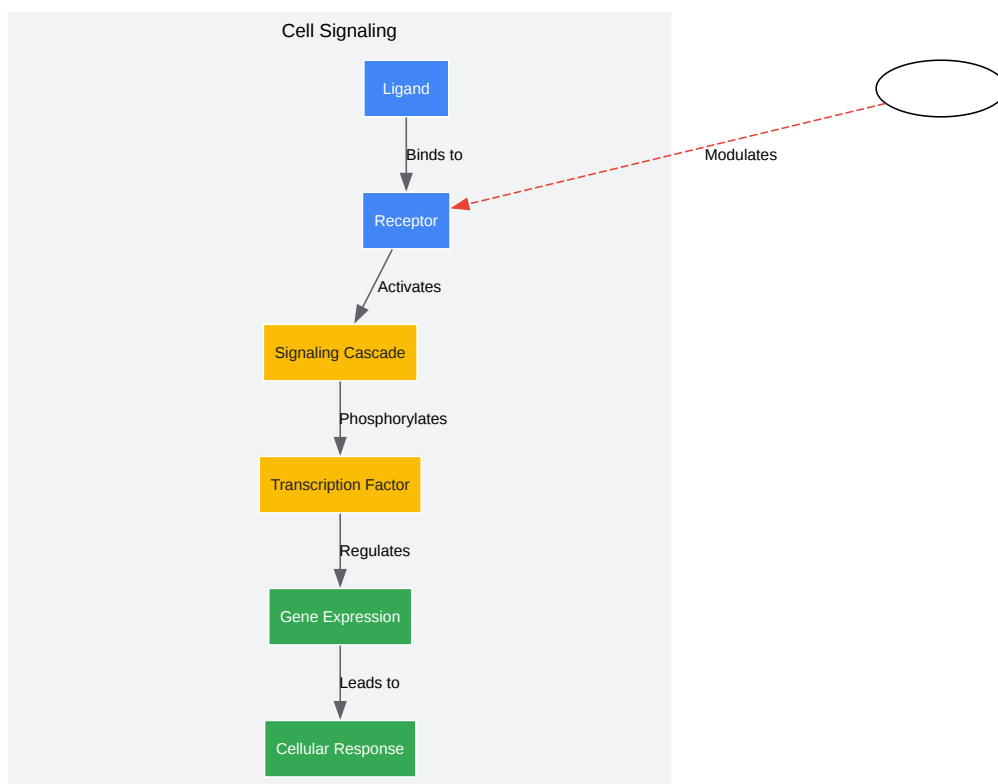 Cell Signaling
Ligand
Binds to
Modulates
Receptor
Activates
Signaling Cascade
Phosphorylates
Transcription Factor
Regulates
Gene Expression
Leads to
Cellular Response